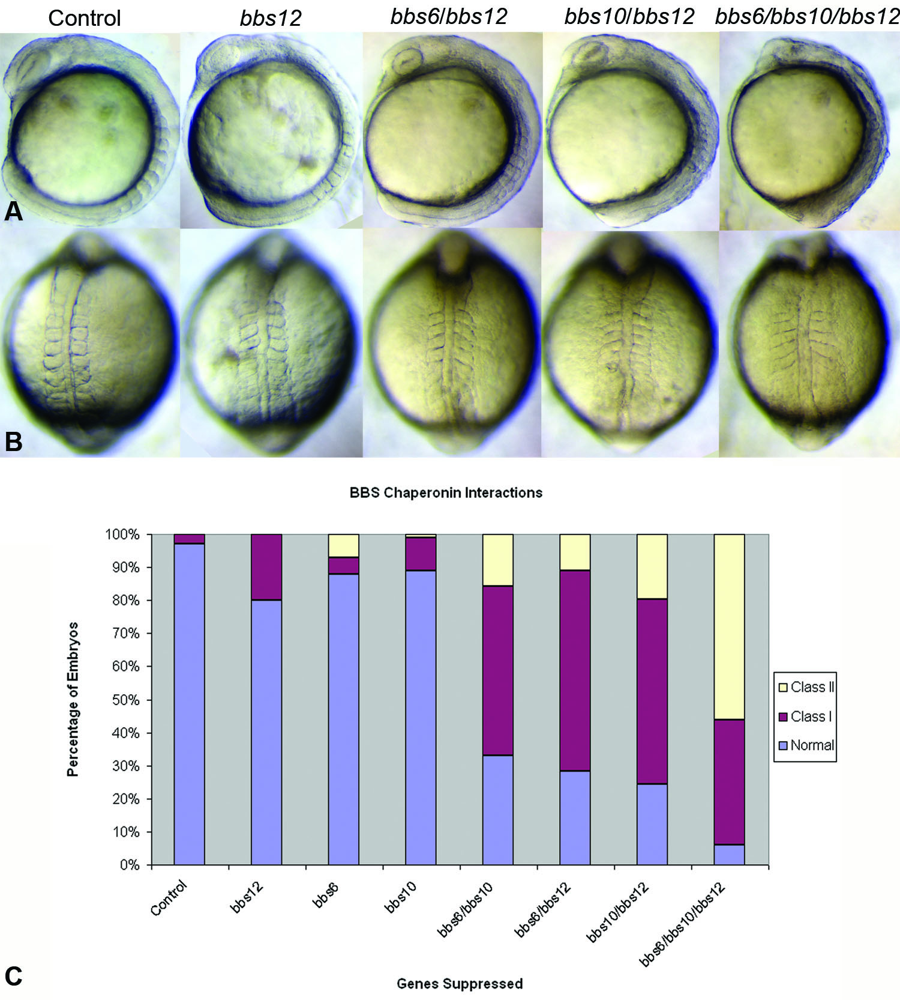 Control bbs12 bbs6/bbs12 bbs10/bbs12 bbs6/bbs10/bbs12
A
B
BBS Chaperonin Interactions
100%
90%
80%
70%
60%
50%
40%
30%
20%
10%
0%
Percentage of Embryos
Class II
Class I
Normal
Control bbs12 bbs6 bbs10 bbs6/bbs10 bbs6/bbs12 bbs10/bbs12 bbs6/bbs10/bbs12
C
Genes Suppressed